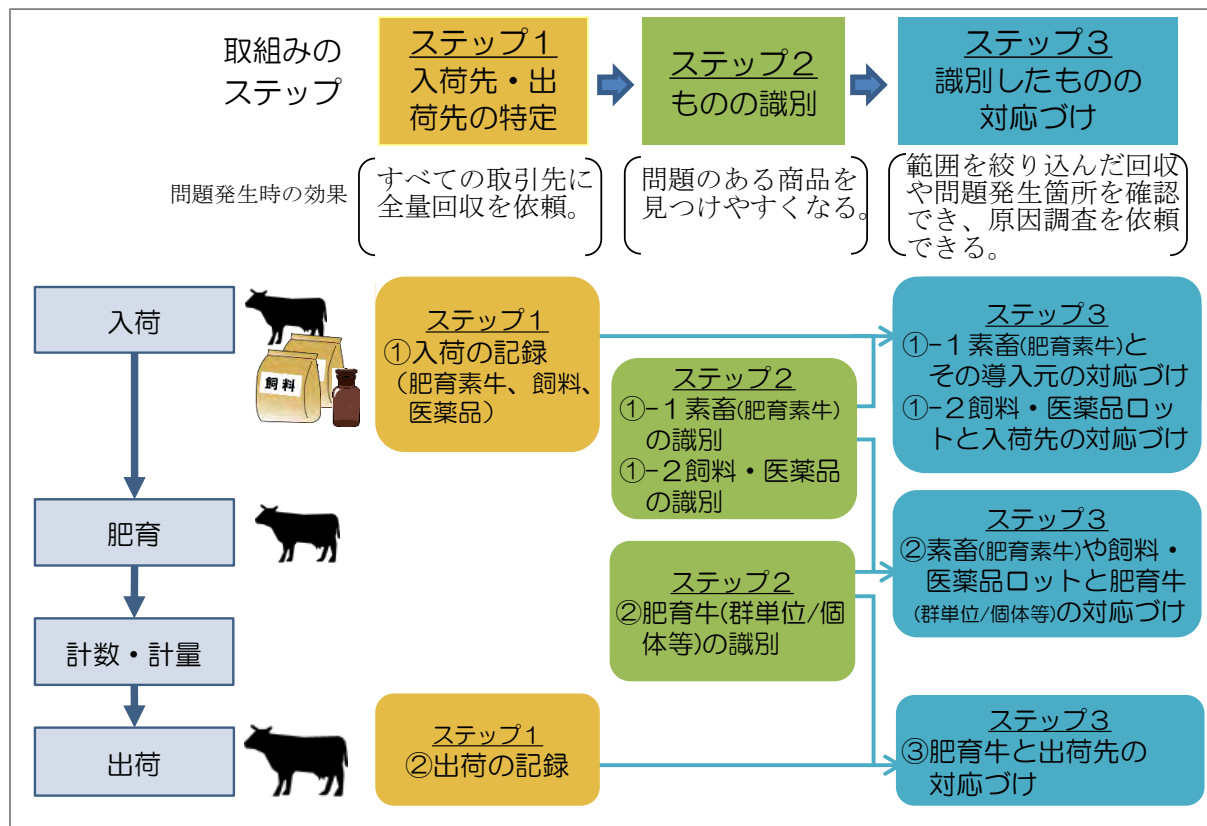 取組みの
ステップ
ステップ１
入荷先・出
荷先の特定
ステップ２
ものの識別
ステップ３
識別したものの
対応づけ
問題発生時の効果
すべての取引先に
全量回収を依頼。
問題のある商品を
見つけやすくなる。
範囲を絞り込んだ回収
や問題発生箇所を確認
でき、原因調査を依頼
できる。
入荷
飼料
ステップ１
①入荷の記録
（肥育素牛、飼料、
医薬品）
ステップ２
①-１素畜(肥育素牛)
の識別
①-２飼料・医薬品
の識別
ステップ３
①-１素畜(肥育素牛)と
その導入元の対応づけ
①-２飼料・医薬品ロッ
トと入荷先の対応づけ
肥育
ステップ２
②肥育牛(群単位/個
体等)の識別
ステップ３
②素畜(肥育素牛)や飼料・
医薬品ロットと肥育牛
(群単位/個体等)の対応づけ
計数・計量
出荷
ステップ１
②出荷の記録
ステップ３
③肥育牛と出荷先の
対応づけ